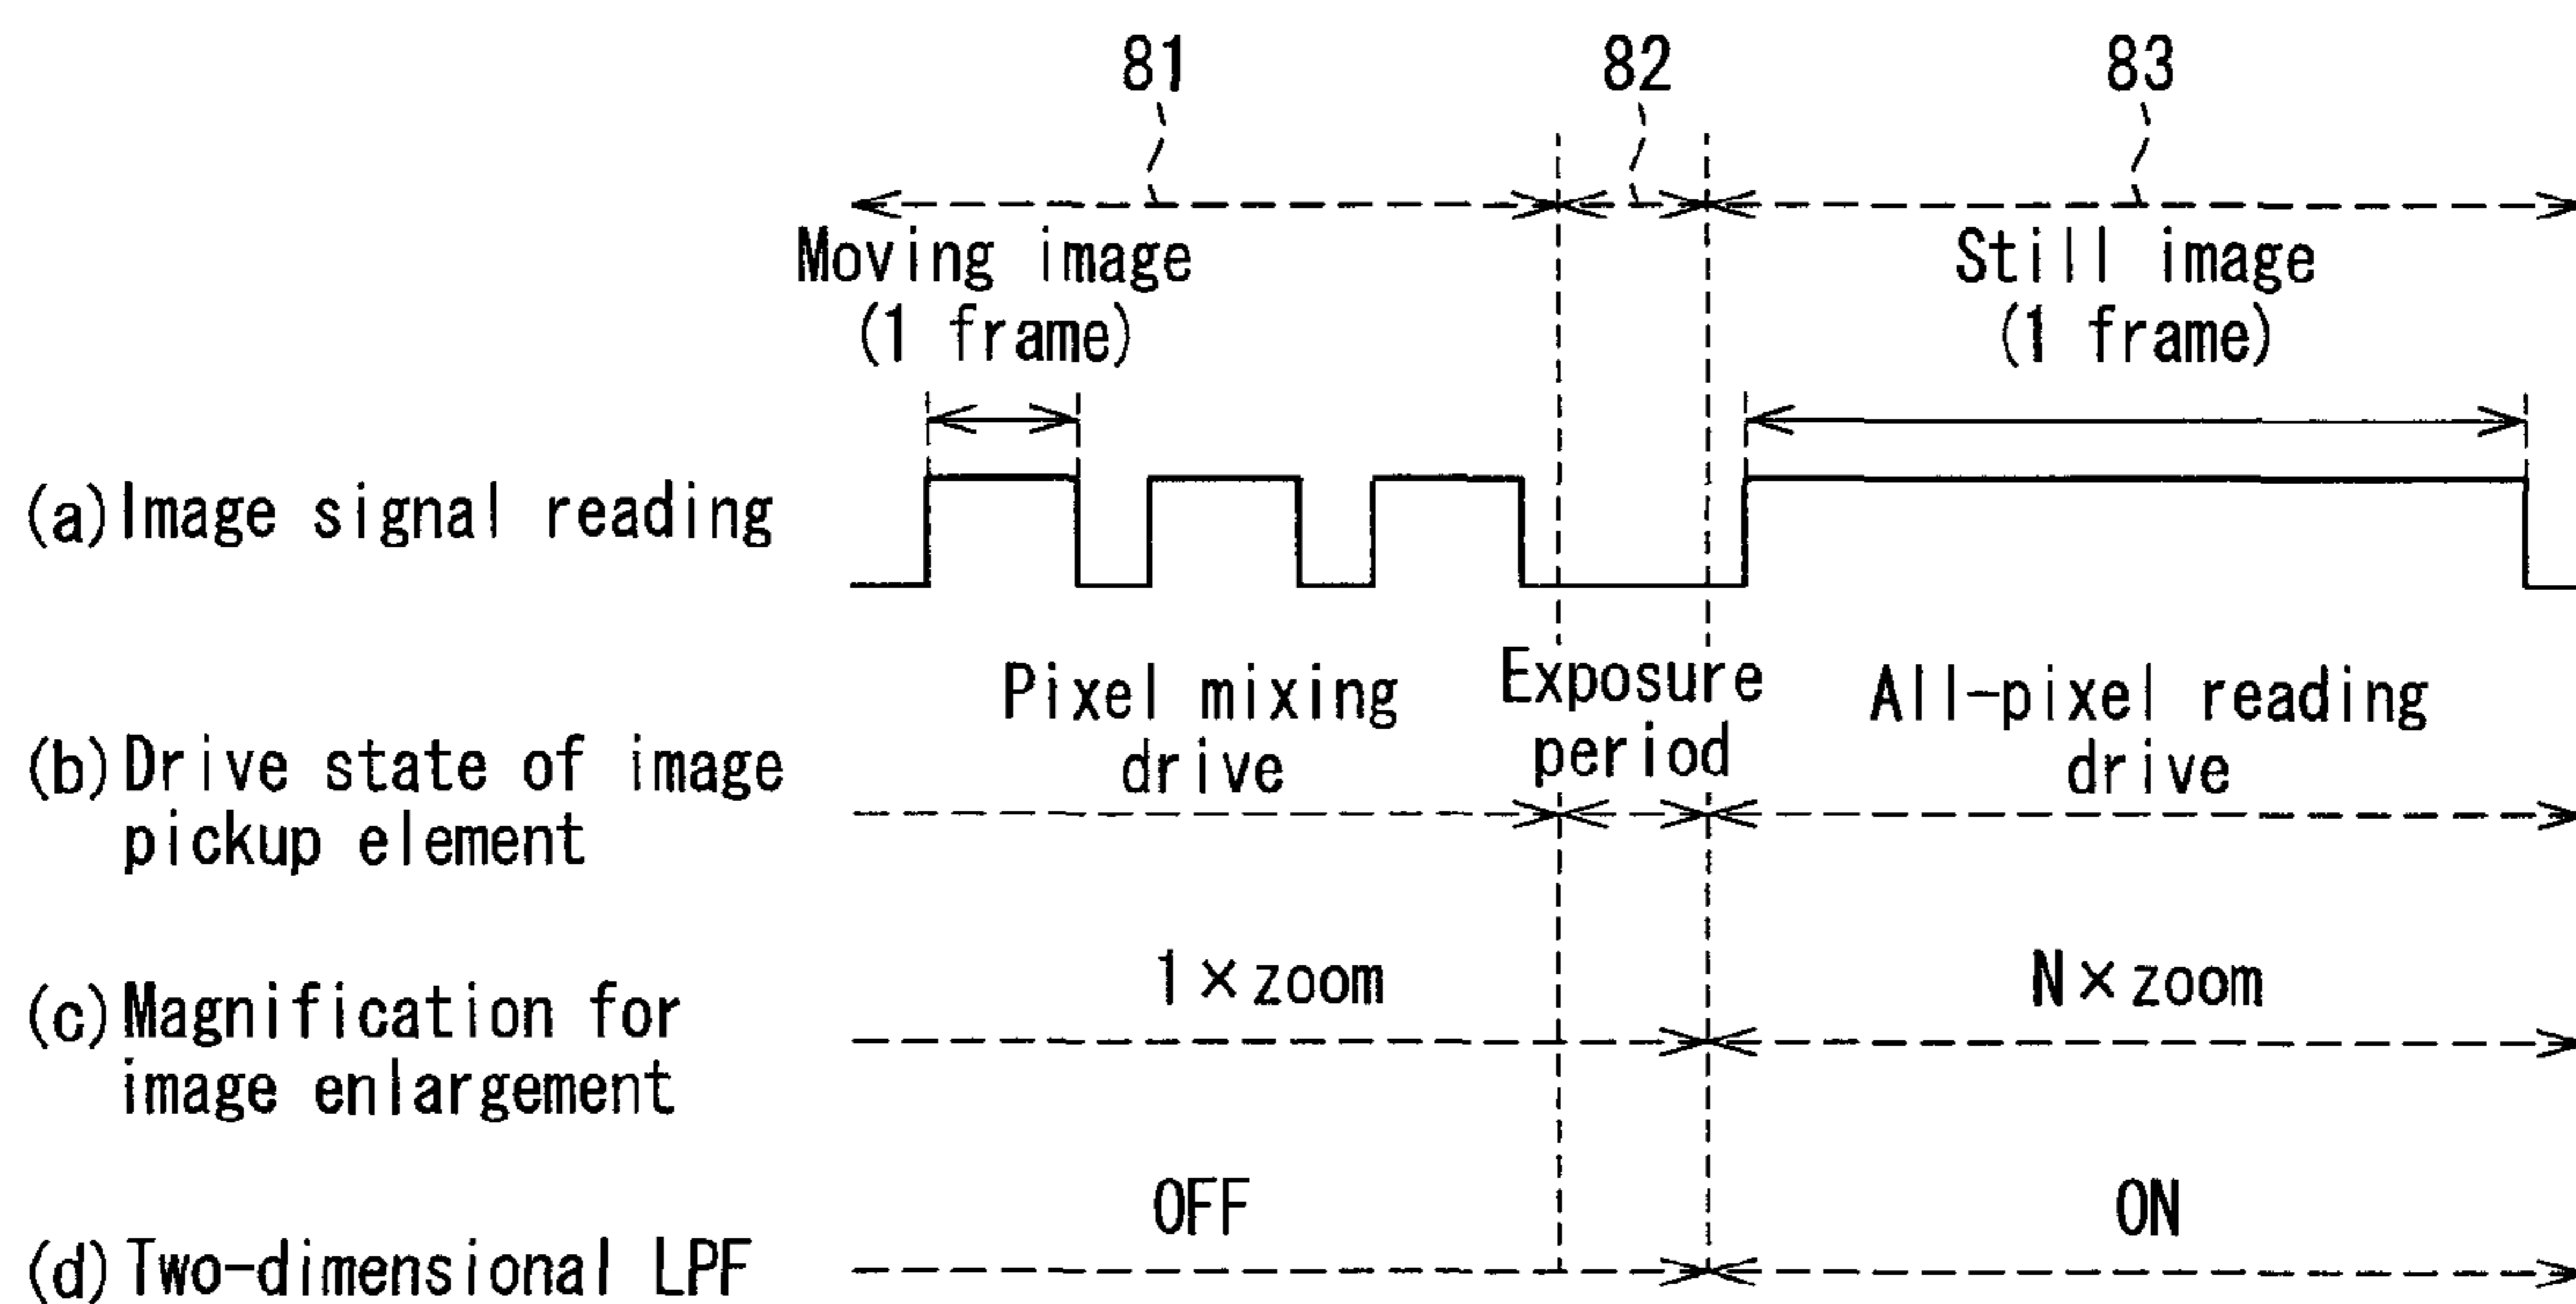 81 82 83
Moving image Still image
(1 frame) (1 frame)
(a) Image signal reading
Pixel mixing Exposure All-pixel reading
drive period drive
(b) Drive state of image
pickup element
1×zoom N×zoom
(c) Magnification for
image enlargement
OFF ON
(d) Two-dimensional LPF